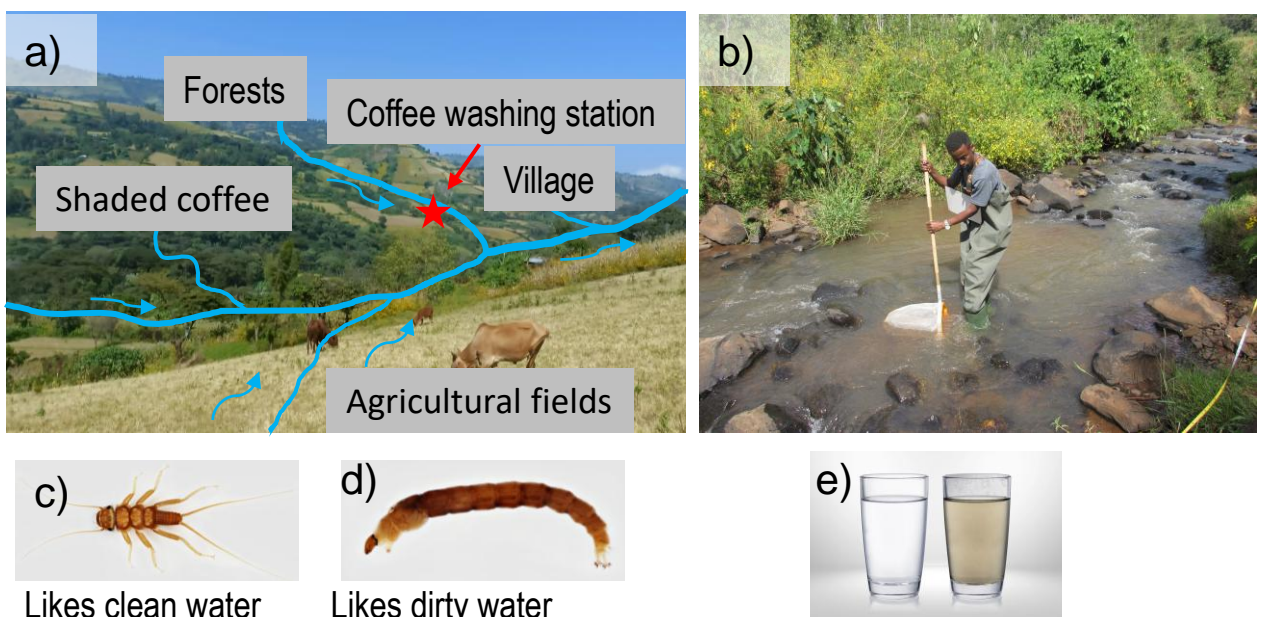 a)
Forests
Coffee washing station
Village
Shaded coffee
Agricultural fields
b)
c)
Likes clean water
d)
Likes dirty water
e)